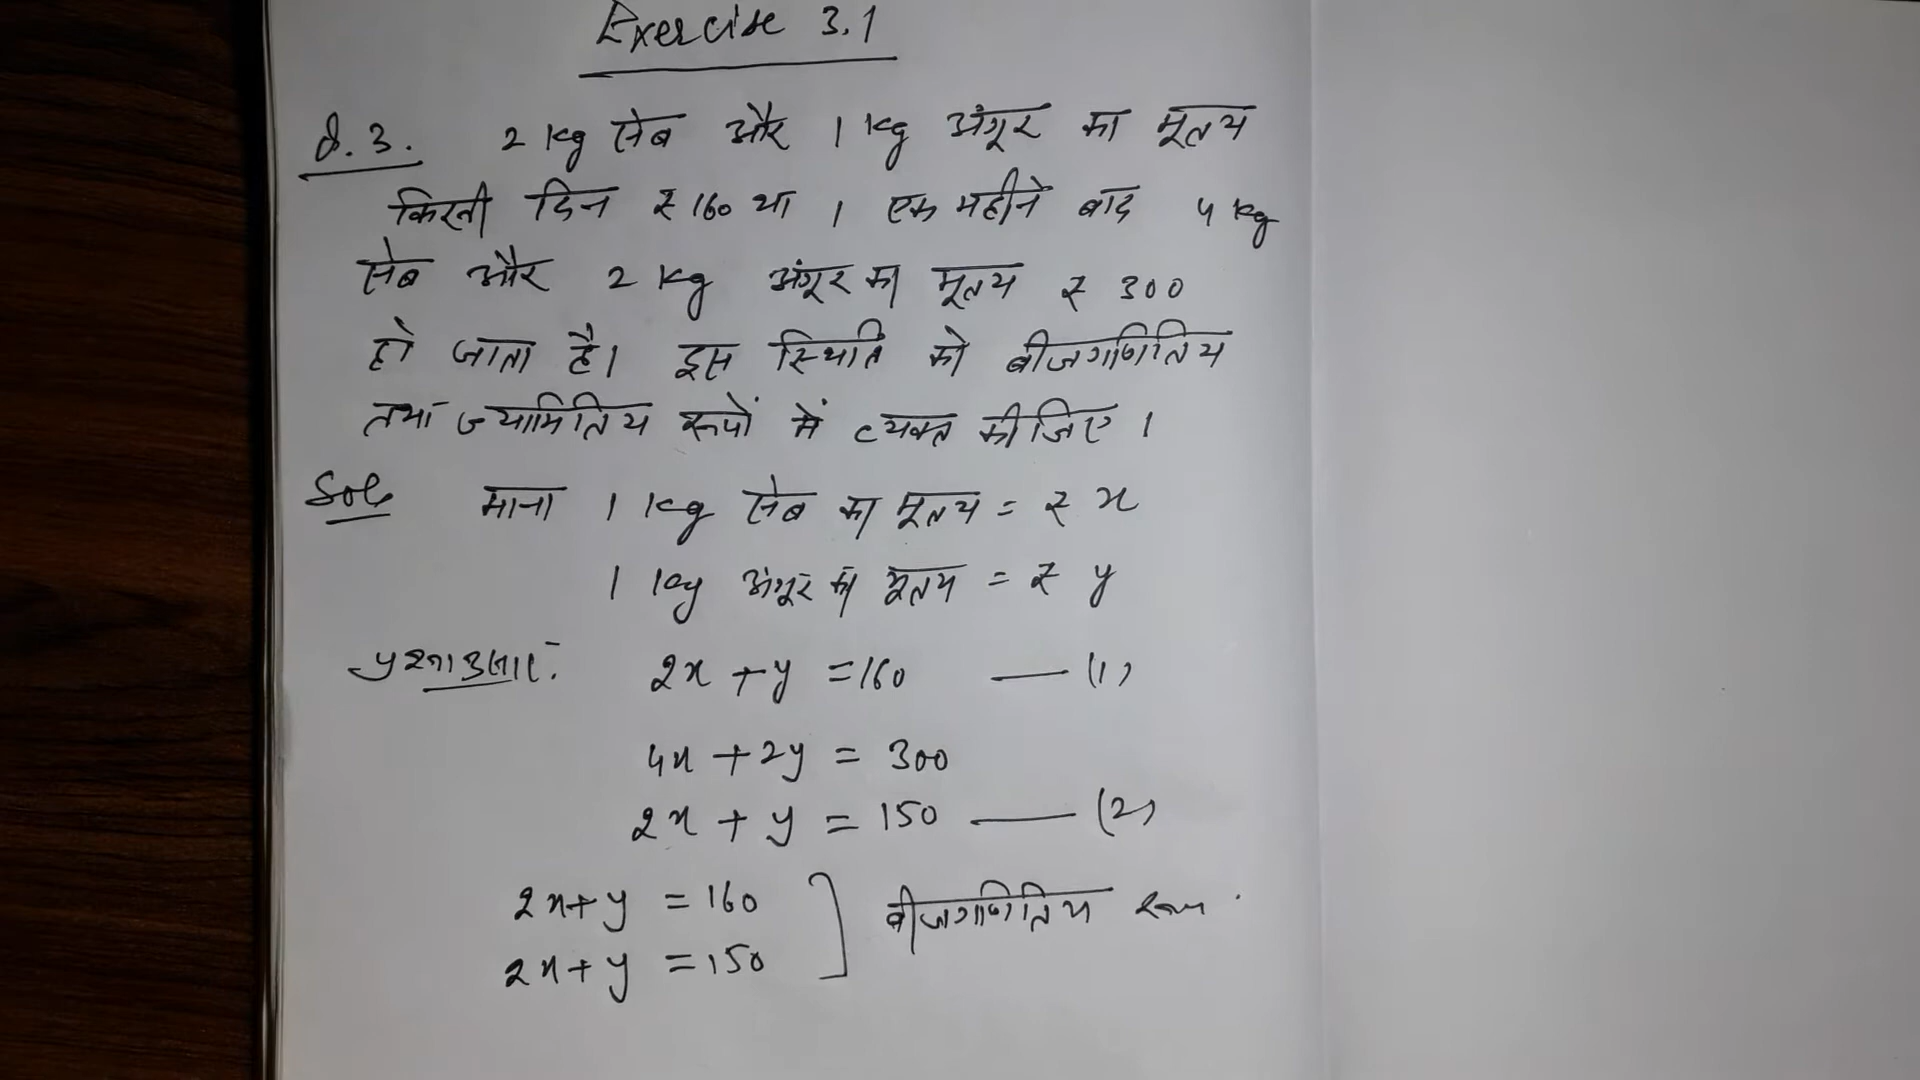 Exercise 3.1
Q.3. 2 kg सेब और 1 kg अंगूर का मूल्य
किसी दिन ₹ 160 था । एक महीने बाद 4 kg
सेब और 2 kg अंगूर का मूल्य ₹ 300
हो जाता है। इस स्थिति को बीजगणितिय
तथा ज्यामितिय रूपों में व्यक्त कीजिए ।
Sol माना 1 kg सेब का मूल्य = ₹ x
1 kg अंगूर का मूल्य = ₹ y
प्रश्नानुसार: 2x + y = 160 — (1)
4x + 2y = 300
2x + y = 150 — (2)
2x + y = 160
2x + y = 150 ] बीजगणितिय रूप .